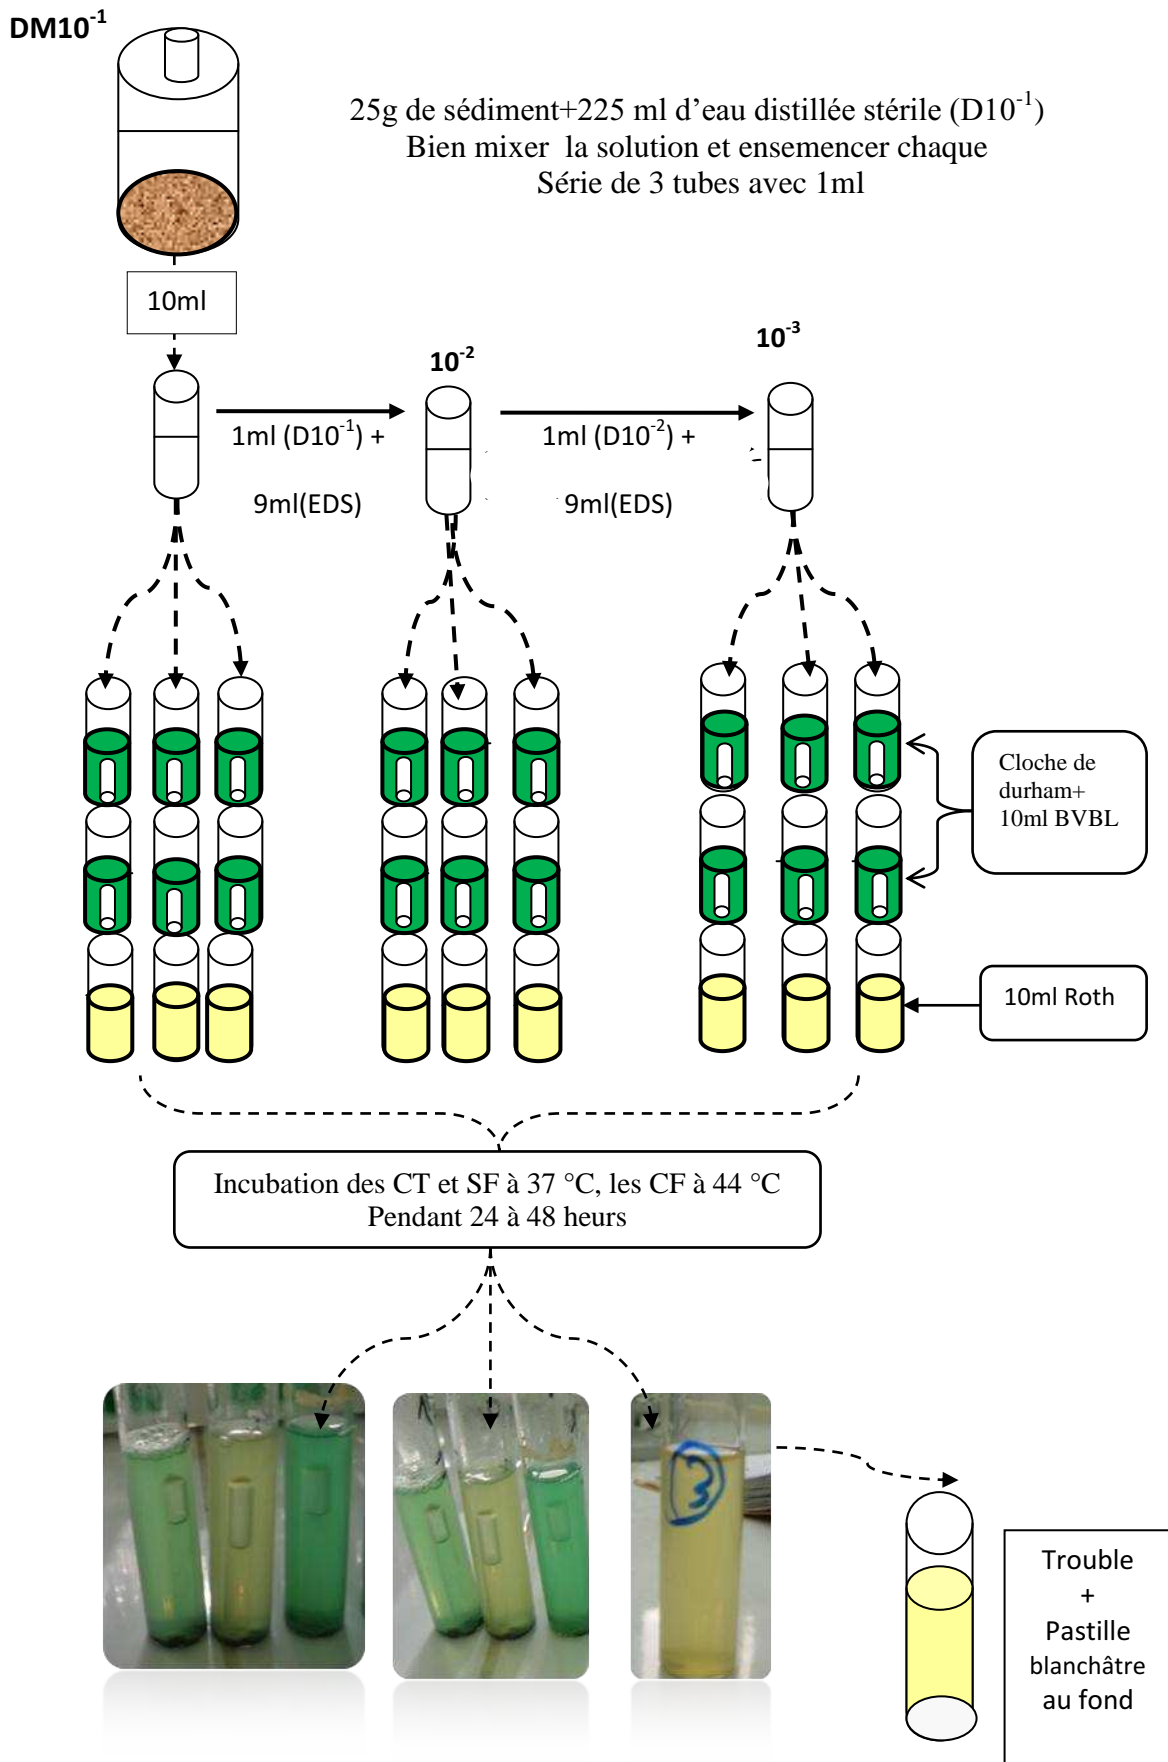 DM10⁻¹
25g de sédiment+225 ml d'eau distillée stérile (D10⁻¹)
Bien mixer la solution et ensemencer chaque
Série de 3 tubes avec 1ml
10ml
10⁻²
10⁻³
1ml (D10⁻¹) +
9ml(EDS)
1ml (D10⁻²) +
9ml(EDS)
Cloche de
durham+
10ml BVBL
10ml Roth
Incubation des CT et SF à 37 °C, les CF à 44 °C
Pendant 24 à 48 heurs
3
Trouble
+
Pastille
blanchâtre
au fond